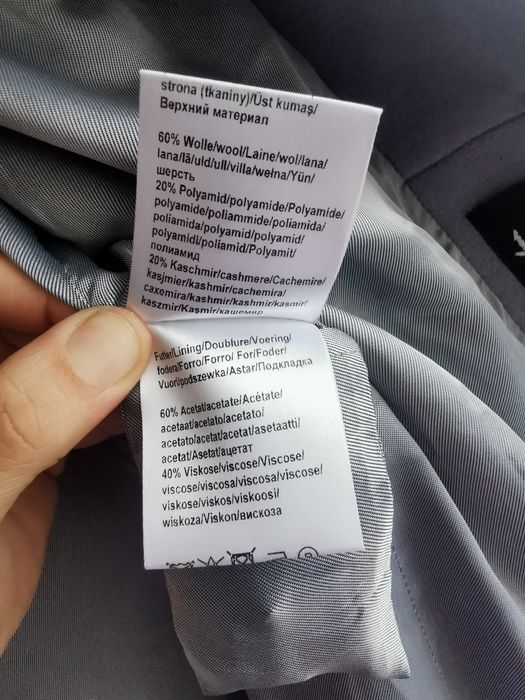 strona (tkaniny)/Üst kumaş/
Верхний материал
60% Wolle/wool/Laine/wol/lana/
lana/lã/uld/ull/villa/wełna/Yün/
шерсть
20% Polyamid/polyamide/Polyamide/
polyamide/poliammide/poliamida/
poliamida/polyamid/polyamid/
polyamidi/poliamid/Polyamit/
полиамид
20% Kaschmir/cashmere/Cachemire/
kasjmier/kashmir/cachemira/
caxemira/kashmir/kashmir/kasmir/
kaszmir/Kaşmir/кашемир
Futter/Lining/Doublure/Voering/
fodera/Forro/Forro/ For/Foder/
Vuori/podszewka/Astar/Подкладка
60% Acetat/acetate/Acétate/
acetaat/acetato/acetato/
acetato/acetat/acetat/asetaatti/
acetat/Asetat/ацетат
40% Viskose/viscose/Viscose/
viscose/viscosa/viscosa/viscose/
viskose/viskos/viskoosi/
wiskoza/Viskon/вискоза